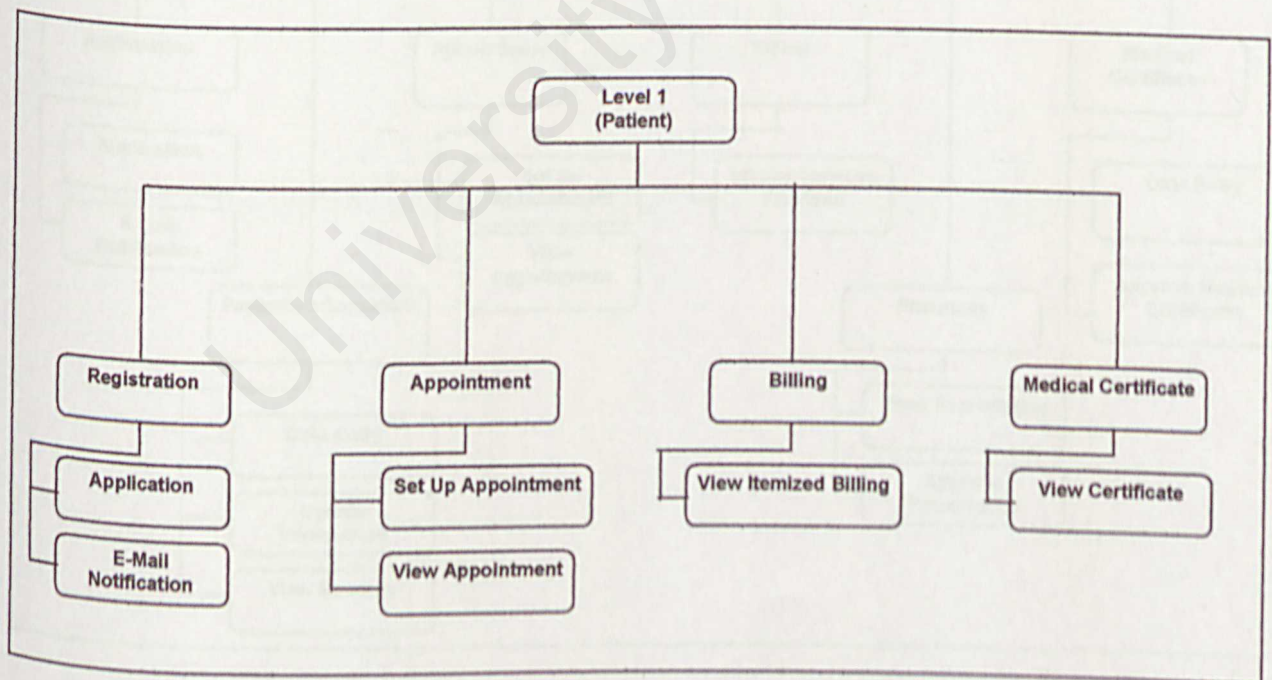 University
Level 1
(Patient)
Registration
Appointment
Billing
Medical Certificate
Application
Set Up Appointment
View Itemized Billing
View Certificate
E-Mail
Notification
View Appointment